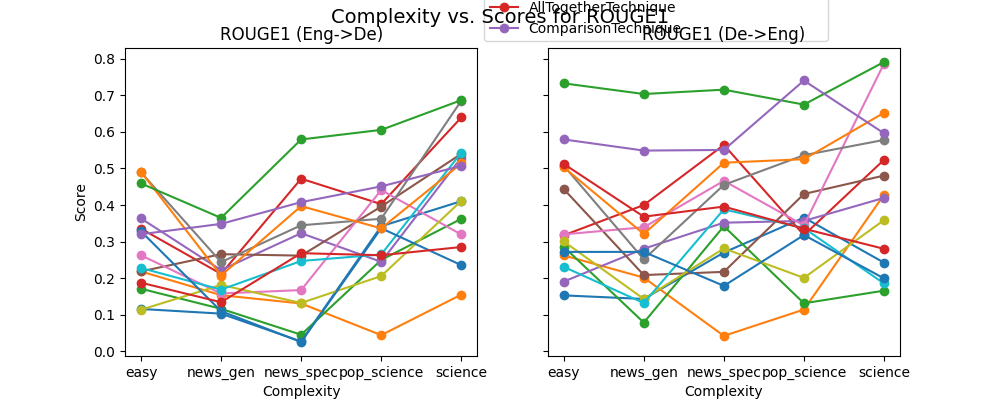 AllTogetherTechnique
Complexity vs. Scores for ROUGE1
ComparisonTechnique
ROUGE1 (Eng->De)
ROUGE1 (De->Eng)
Score
0.8
0.7
0.6
0.5
0.4
0.3
0.2
0.1
0.0
easy news_gen news_spec pop_science science
easy news_gen news_spec pop_science science
Complexity
Complexity